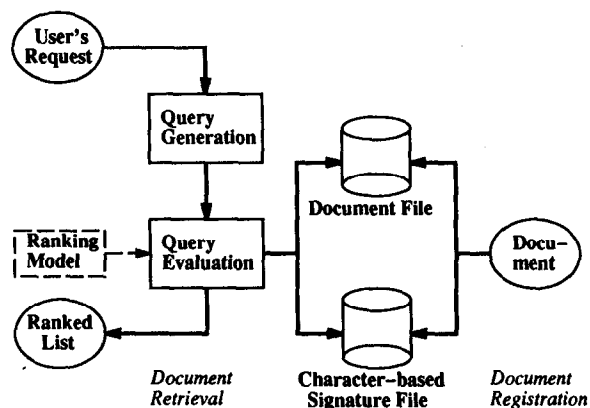 User's
Request
Query
Generation
Document File
Ranking
Model
Query
Evaluation
Docu-
ment
Ranked
List
Document
Retrieval
Character-based
Signature File
Document
Registration